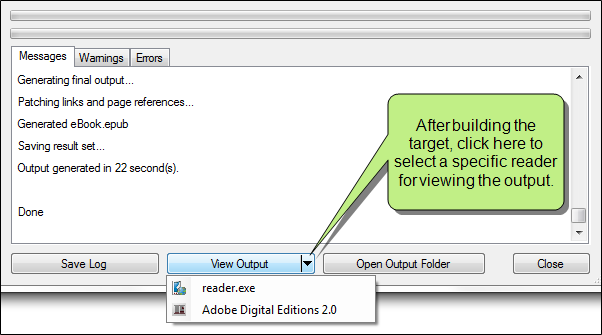 Messages Warnings Errors
Generating final output...
Patching links and page references...
Generated eBook.epub
Saving result set...
Output generated in 22 second(s).
Done
After building the
target, click here to
select a specific reader
for viewing the output.
Save Log View Output Open Output Folder Close
reader.exe
Adobe Digital Editions 2.0